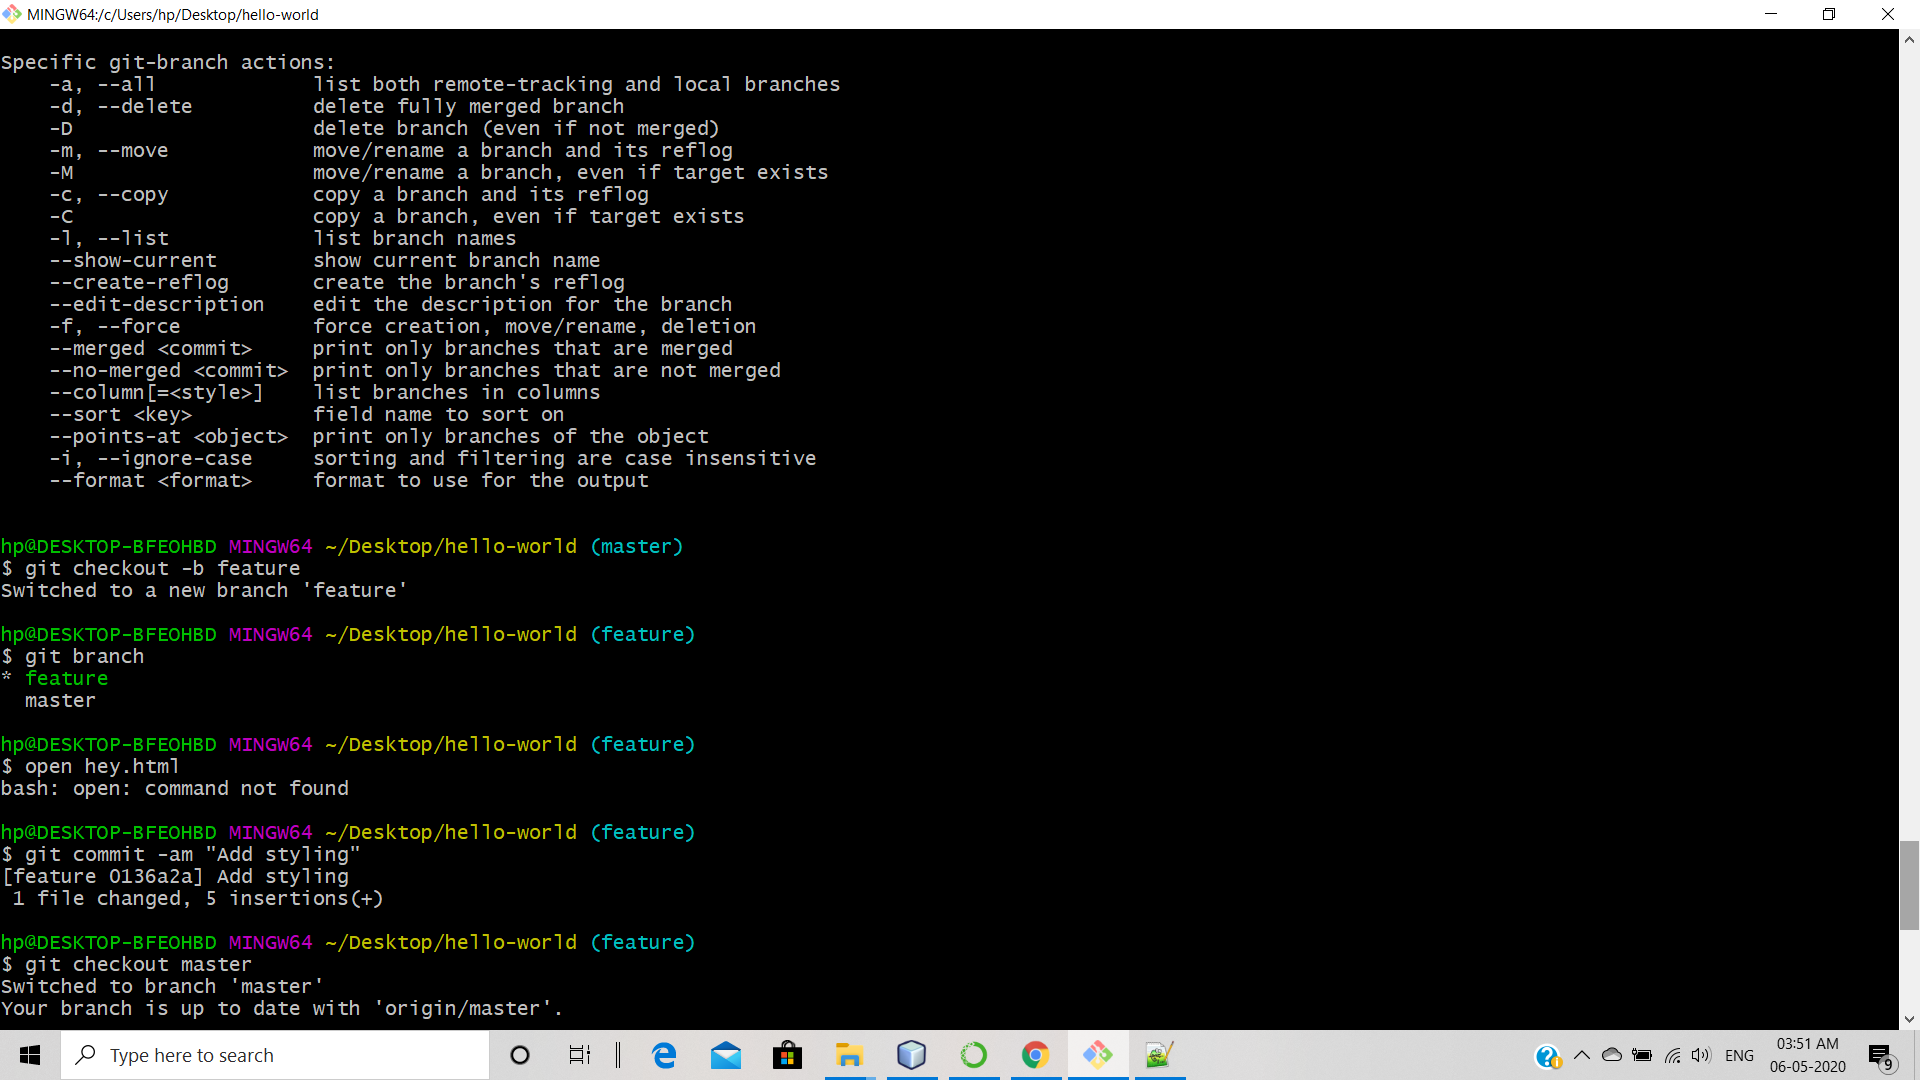 MINGW64:/c/Users/hp/Desktop/hello-world
Specific git-branch actions:
    -a, --all             list both remote-tracking and local branches
    -d, --delete          delete fully merged branch
    -D                    delete branch (even if not merged)
    -m, --move            move/rename a branch and its reflog
    -M                    move/rename a branch, even if target exists
    -c, --copy            copy a branch and its reflog
    -C                    copy a branch, even if target exists
    -l, --list            list branch names
    --show-current        show current branch name
    --create-reflog       create the branch's reflog
    --edit-description    edit the description for the branch
    -f, --force           force creation, move/rename, deletion
    --merged <commit>     print only branches that are merged
    --no-merged <commit>  print only branches that are not merged
    --column[=<style>]    list branches in columns
    --sort <key>          field name to sort on
    --points-at <object>  print only branches of the object
    -i, --ignore-case     sorting and filtering are case insensitive
    --format <format>     format to use for the output
hp@DESKTOP-BFEOHBD MINGW64 ~/Desktop/hello-world (master)
$ git checkout -b feature
Switched to a new branch 'feature'
hp@DESKTOP-BFEOHBD MINGW64 ~/Desktop/hello-world (feature)
$ git branch
* feature
  master
hp@DESKTOP-BFEOHBD MINGW64 ~/Desktop/hello-world (feature)
$ open hey.html
bash: open: command not found
hp@DESKTOP-BFEOHBD MINGW64 ~/Desktop/hello-world (feature)
$ git commit -am "Add styling"
[feature 0136a2a] Add styling
 1 file changed, 5 insertions(+)
hp@DESKTOP-BFEOHBD MINGW64 ~/Desktop/hello-world (feature)
$ git checkout master
Switched to branch 'master'
Your branch is up to date with 'origin/master'.
Type here to search
ENG
03:51 AM
06-05-2020
9